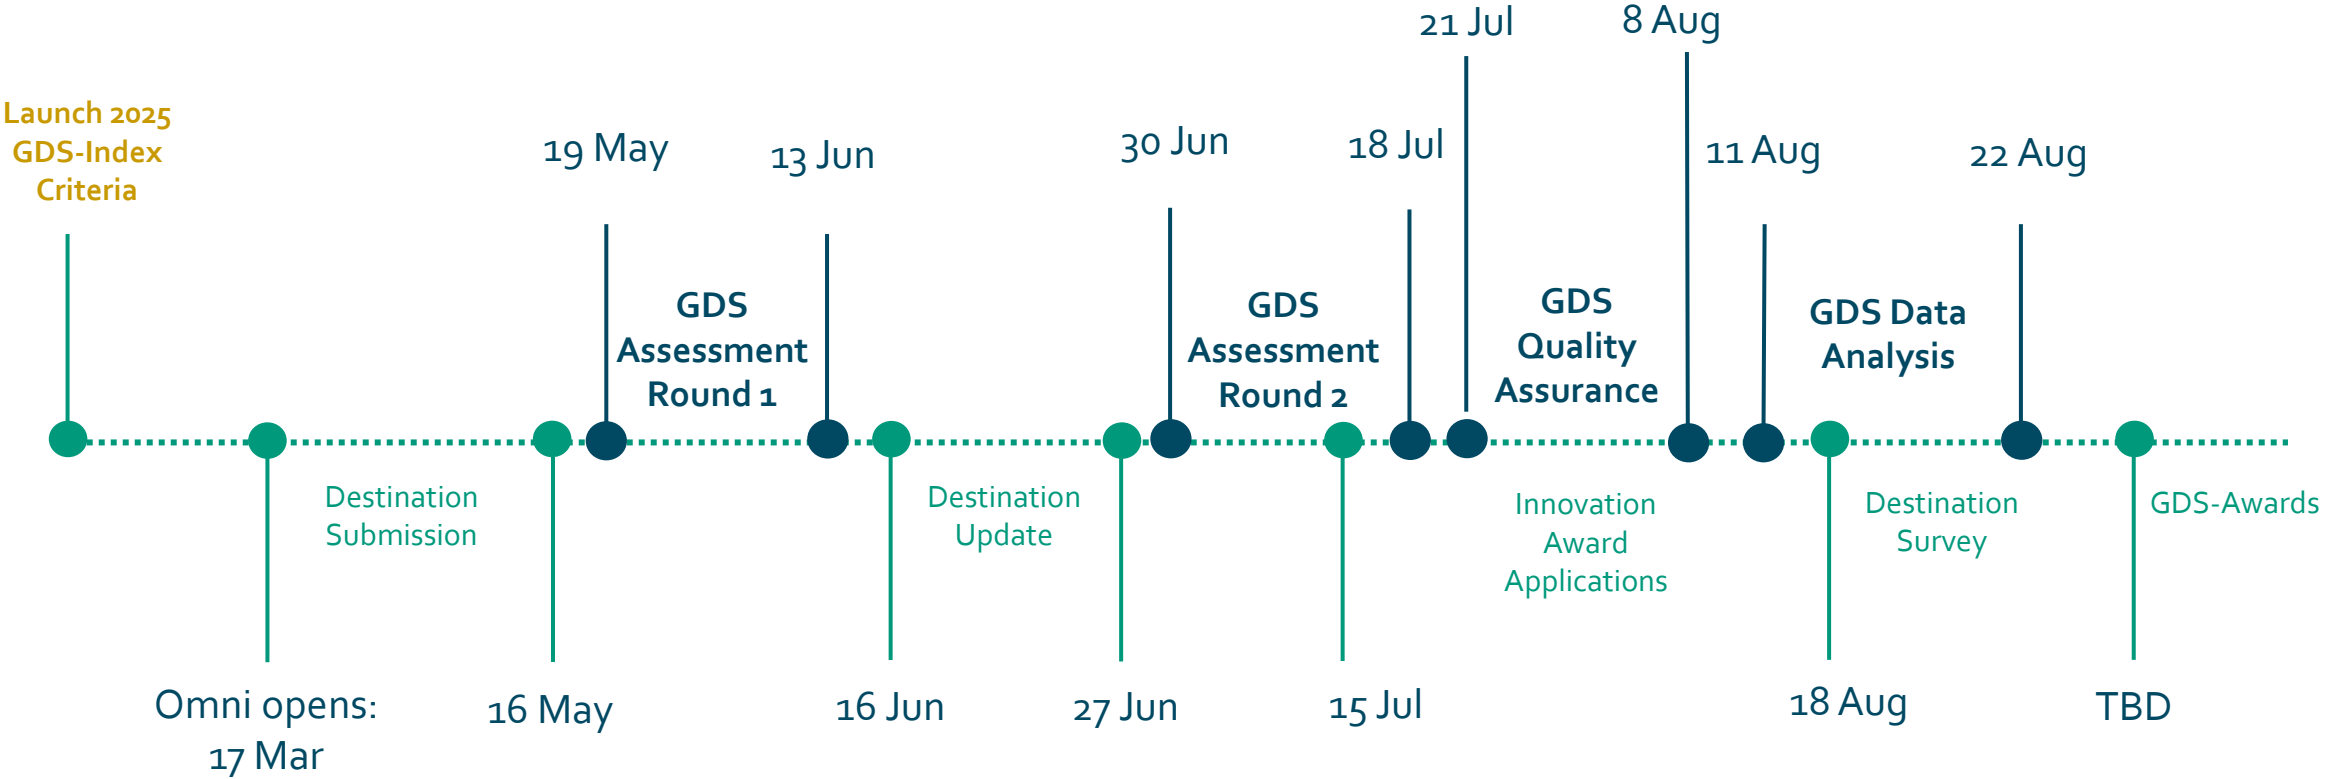 Launch 2025
GDS-Index
Criteria
19 May
13 Jun
30 Jun
18 Jul
21 Jul
8 Aug
11 Aug
22 Aug
GDS
Assessment
Round 1
GDS
Assessment
Round 2
GDS
Quality
Assurance
GDS Data
Analysis
Destination
Submission
Destination
Update
Innovation
Award
Applications
Destination
Survey
GDS-Awards
Omni opens:
17 Mar
16 May
16 Jun
27 Jun
15 Jul
18 Aug
TBD